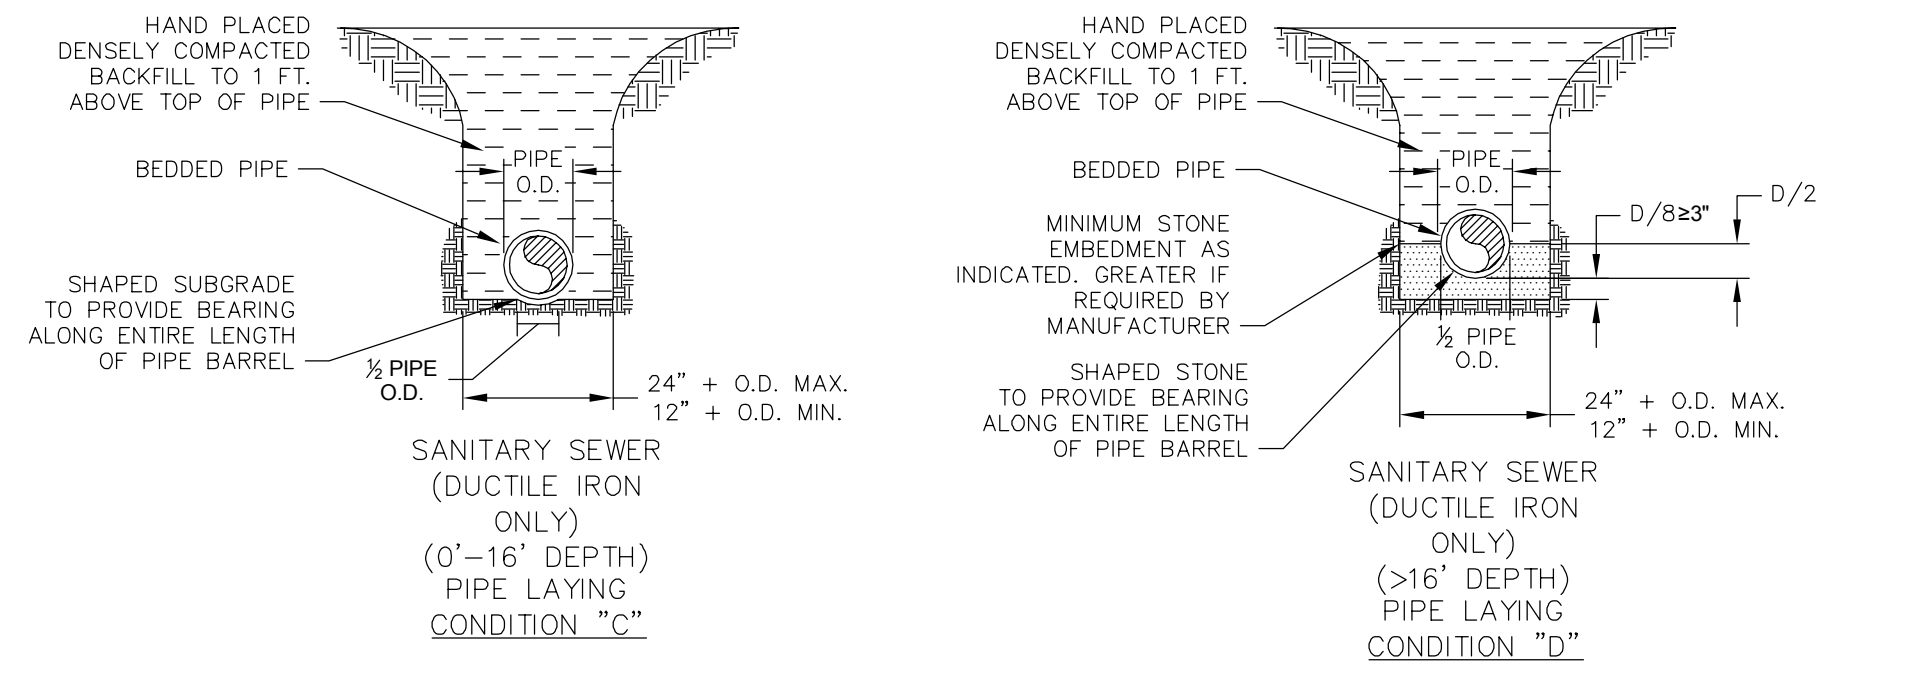 HAND PLACED
DENSELY COMPACTED
BACKFILL TO 1 FT.
ABOVE TOP OF PIPE
BEDDED PIPE
PIPE
O.D.
SHAPED SUBGRADE
TO PROVIDE BEARING
ALONG ENTIRE LENGTH
OF PIPE BARREL
½ PIPE
O.D.
24" + O.D. MAX.
12" + O.D. MIN.
SANITARY SEWER
(DUCTILE IRON
ONLY)
(0'-16' DEPTH)
PIPE LAYING
CONDITION "C"
HAND PLACED
DENSELY COMPACTED
BACKFILL TO 1 FT.
ABOVE TOP OF PIPE
BEDDED PIPE
PIPE
O.D.
D/2
D/8≥3"
MINIMUM STONE
EMBEDMENT AS
INDICATED. GREATER IF
REQUIRED BY
MANUFACTURER
½ PIPE
O.D.
SHAPED STONE
TO PROVIDE BEARING
ALONG ENTIRE LENGTH
OF PIPE BARREL
24" + O.D. MAX.
12" + O.D. MIN.
SANITARY SEWER
(DUCTILE IRON
ONLY)
(>16' DEPTH)
PIPE LAYING
CONDITION "D"